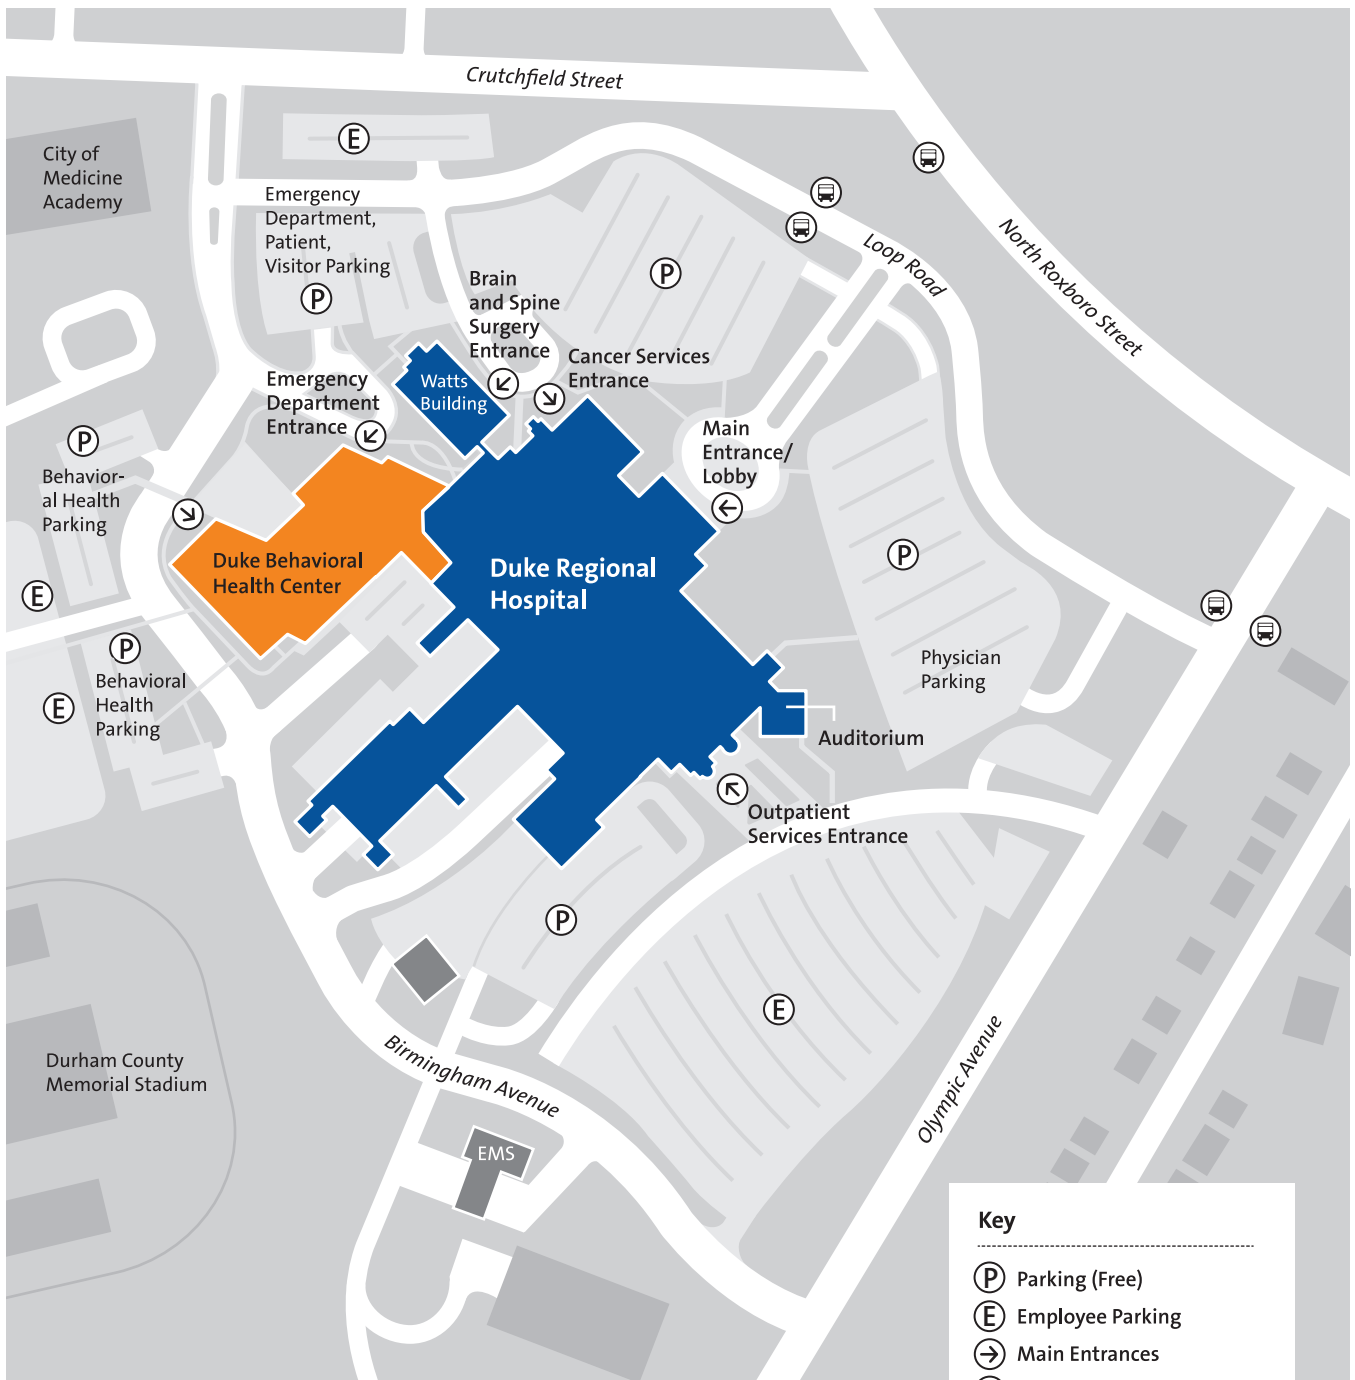 Crutchfield Street
E
City of
Medicine
Academy
Emergency
Department,
Patient,
Visitor Parking
P
P
Loop Road
North Roxboro Street
Brain
and Spine
Surgery
Entrance
Cancer Services
Entrance
Emergency
Department
Entrance
Watts
Building
Main
Entrance/
Lobby
P
Behavior-
al Health
Parking
Duke Behavioral
Health Center
Duke Regional
Hospital
P
E
P
Behavioral
Health
Parking
E
Physician
Parking
Auditorium
Outpatient
Services Entrance
P
E
Durham County
Memorial Stadium
Birmingham Avenue
Olympic Avenue
EMS
Key
P Parking (Free)
E Employee Parking
Main Entrances